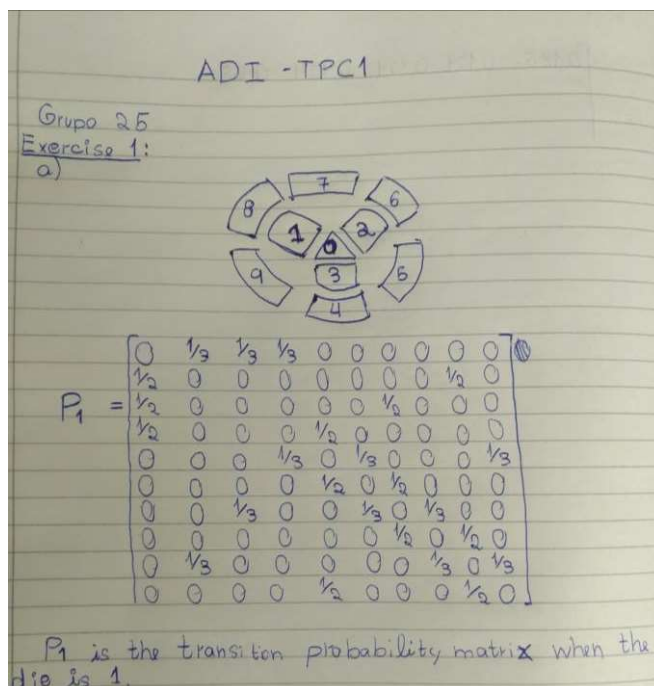 ADI - TPC1
Grupo 25
Exercise 1:
a)
7
8 6
1 2
0
9 3 5
4
0 1/3 1/3 1/3 0 0 0 0 0 0
1/2 0 0 0 0 0 0 0 1/2 0
P1 = 1/2 0 0 0 0 0 1/2 0 0 0
1/2 0 0 0 1/2 0 0 0 0 0
0 0 0 1/3 0 1/3 0 0 0 1/3
0 0 0 0 1/2 0 1/2 0 0 0
0 0 1/3 0 0 1/3 0 1/3 0 0
0 0 0 0 0 0 1/2 0 1/2 0
0 1/3 0 0 0 0 0 1/3 0 1/3
0 0 0 0 1/2 0 0 0 1/2 0
P1 is the transiton probability matrix when the
die is 1.